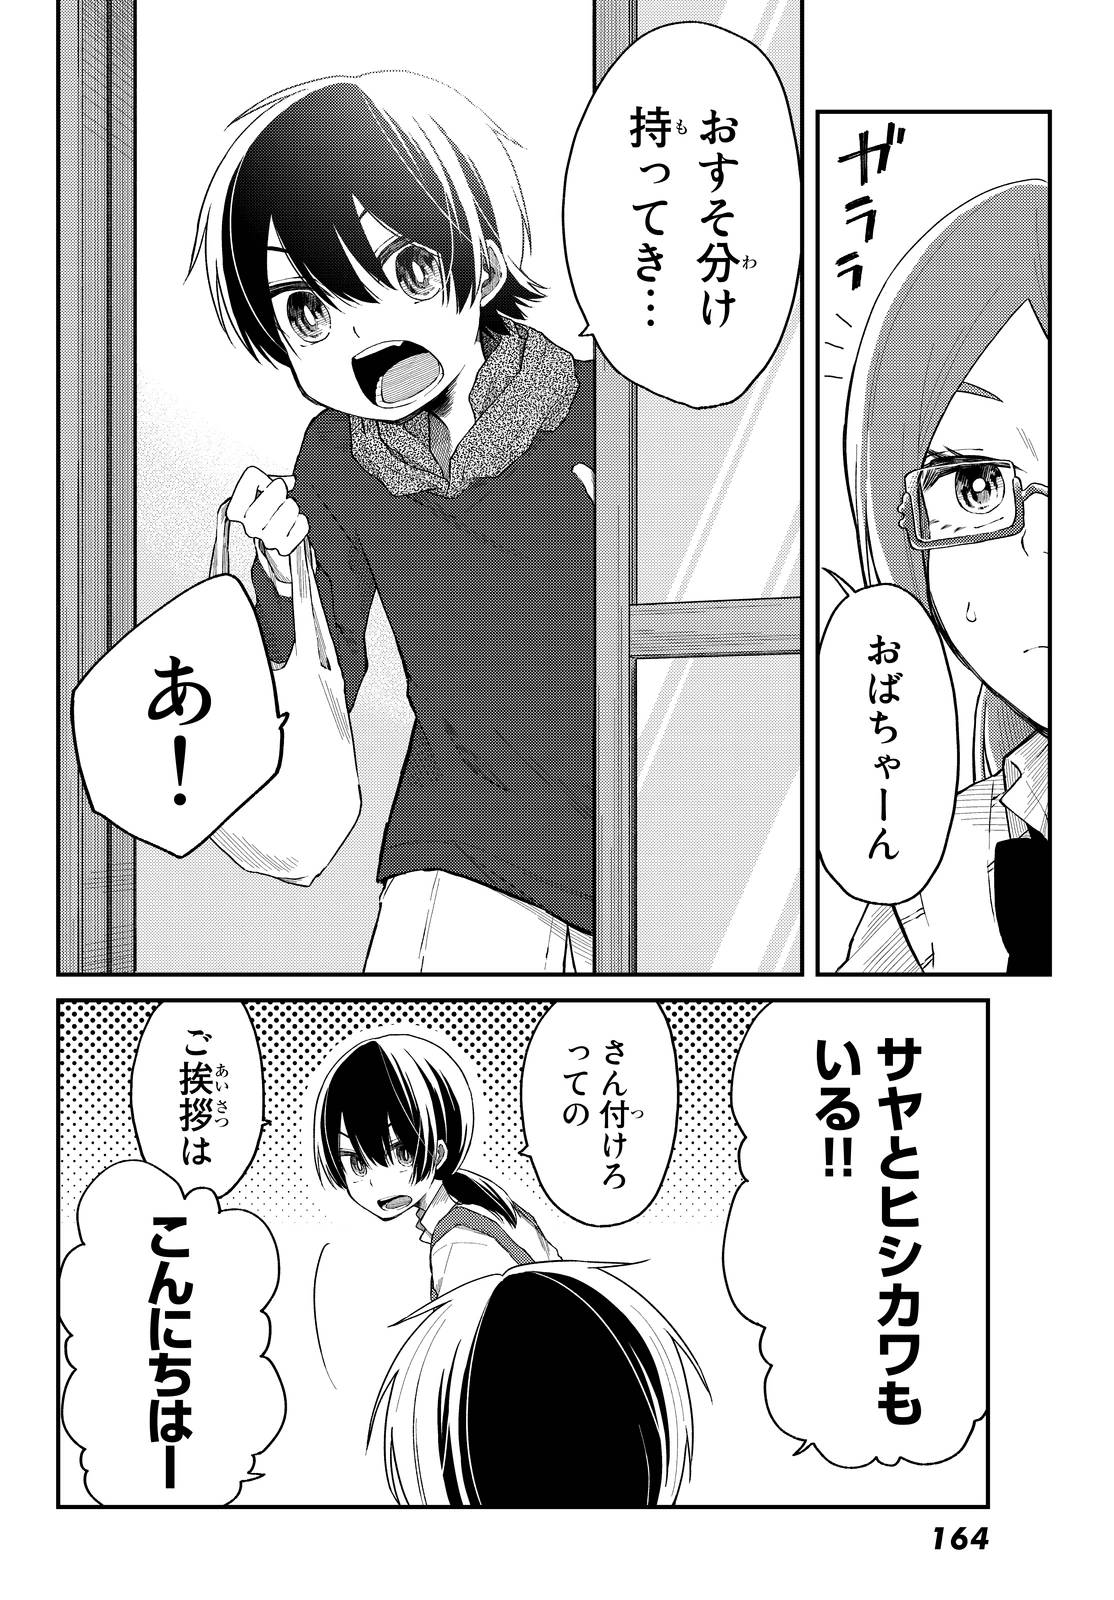 ガララ
おばちゃーん
おすそ分け
持ってき…
あ！
サヤとヒシカワも
いる!!
さん付けろ
っての
ご挨拶は
こんにちはー
164